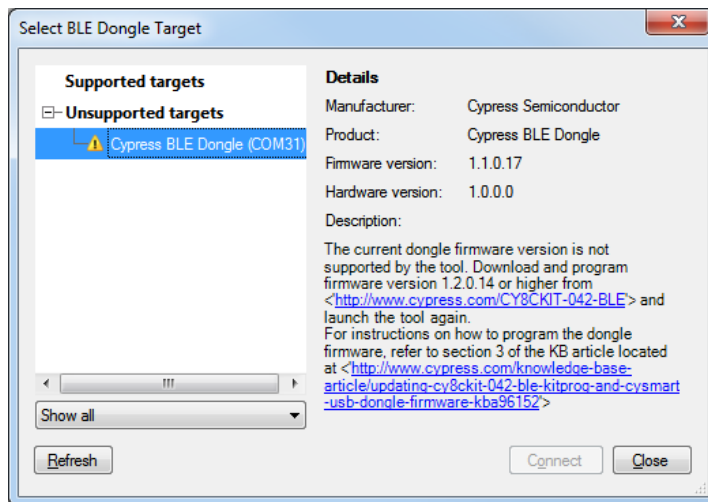 Select BLE Dongle Target
Supported targets
Unsupported targets
Cypress BLE Dongle (COM31)
Show all
Refresh
Details
Manufacturer: Cypress Semiconductor
Product: Cypress BLE Dongle
Firmware version: 1.1.0.17
Hardware version: 1.0.0.0
Description:
The current dongle firmware version is not
supported by the tool. Download and program
firmware version 1.2.0.14 or higher from
<'http://www.cypress.com/CY8CKIT-042-BLE'> and
launch the tool again.
For instructions on how to program the dongle
firmware, refer to section 3 of the KB article located
at <'http://www.cypress.com/knowledge-base-
article/updating-cy8ckit-042-ble-kitprog-and-cysmart
-usb-dongle-firmware-kba96152'>
Connect
Close